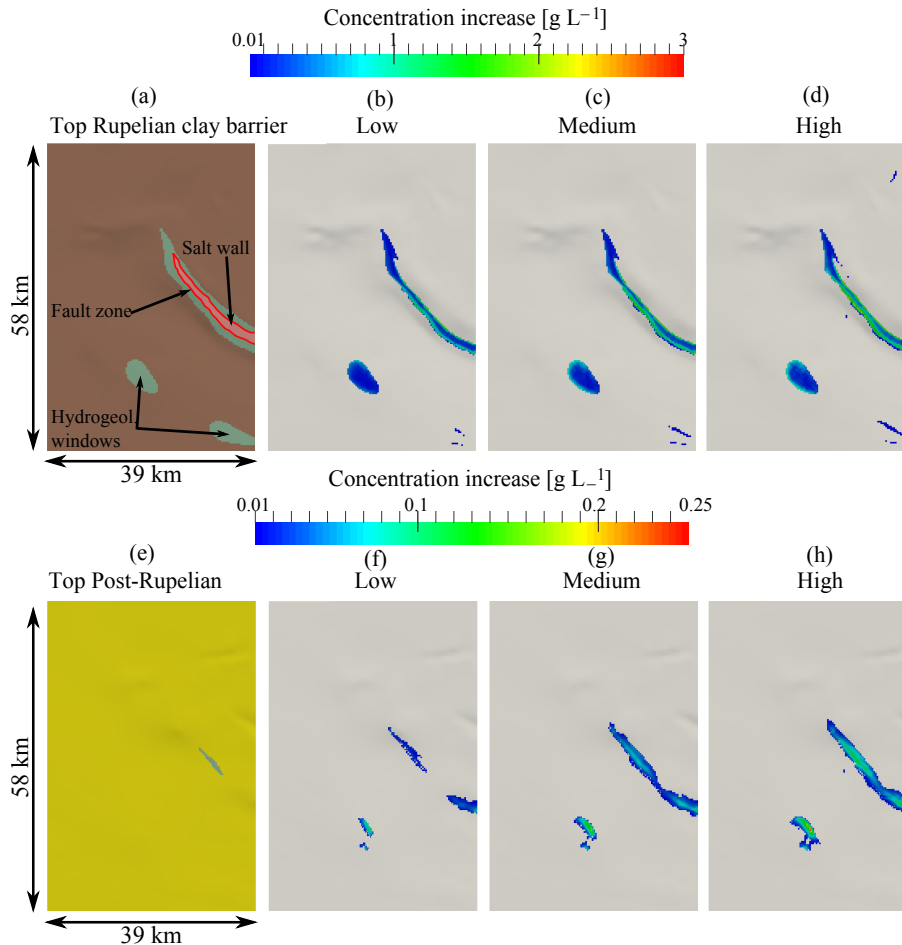 Concentration increase [g L⁻¹]
0.01 1 2 3
(a) (b) (c) (d)
Top Rupelian clay barrier Low Medium High
Salt wall
Fault zone
58 km
Hydrogeol.
windows
39 km
Concentration increase [g L–¹]
0.01 0.1 0.2 0.25
(e) (f) (g) (h)
Top Post-Rupelian Low Medium High
58 km
39 km